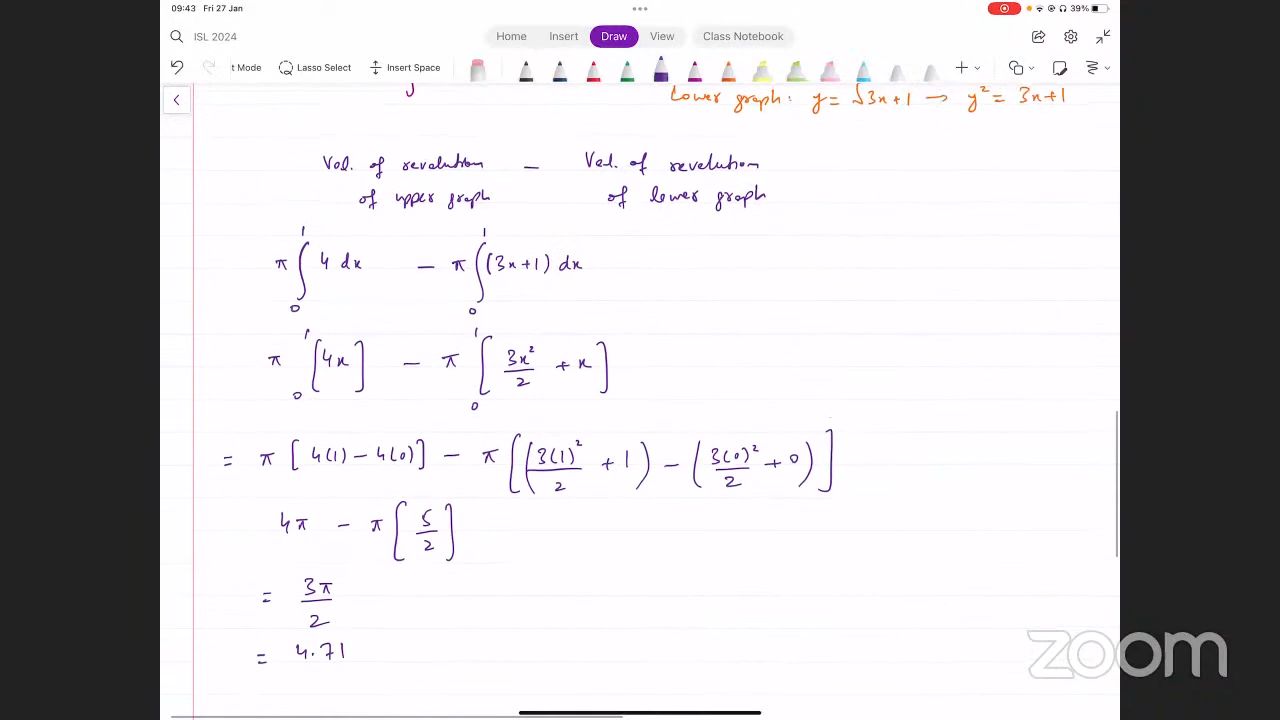 09:43 Fri 27 Jan
39%
ISL 2024
Home Insert Draw View Class Notebook
t Mode Lasso Select Insert Space
Lower graph: y = √3x+1 → y² = 3x+1
Vol. of revolution — Vol. of revolution
of upper graph of lower graph
π ∫₀¹ 4 dx — π ∫₀¹ (3x+1) dx
π ₀¹[4x] — π ₀¹[3x²/2 + x]
= π [4(1) − 4(0)] − π [(3(1)²/2 + 1) − (3(0)²/2 + 0)]
4π − π [5/2]
= 3π/2
= 4.71
zoom